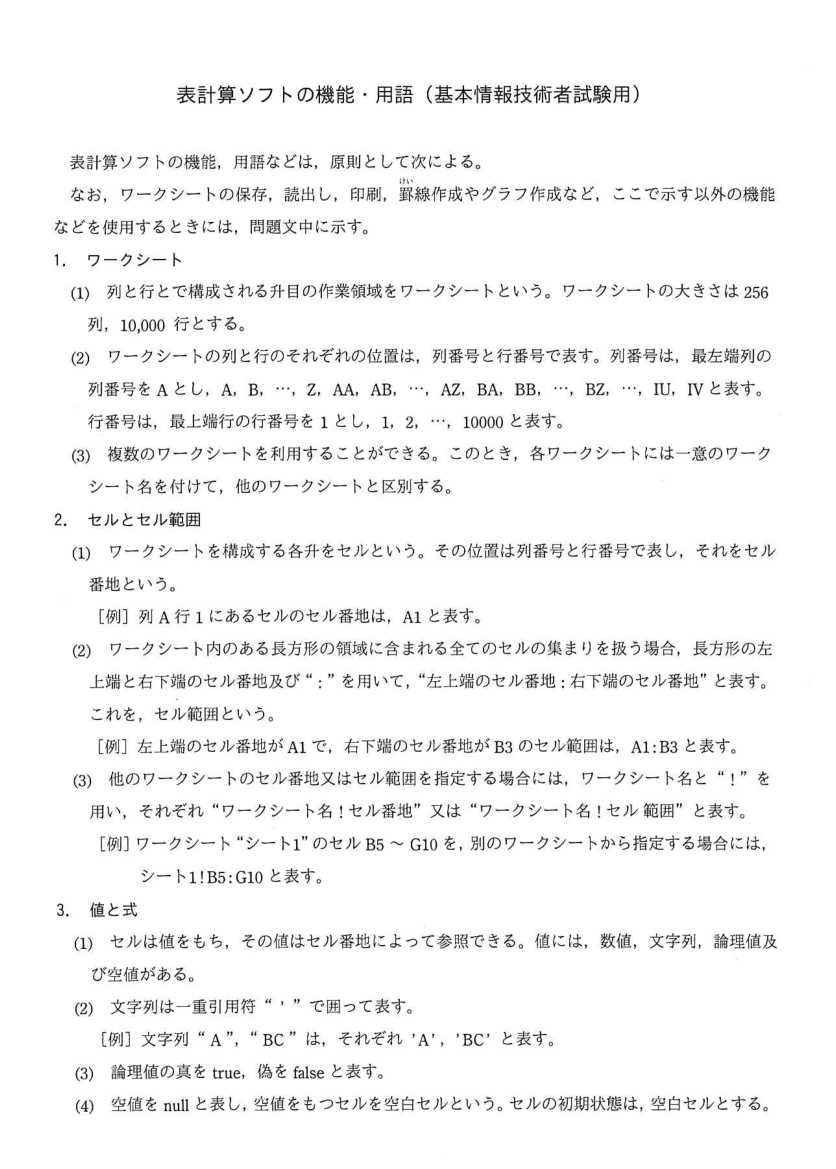 表計算ソフトの機能・用語（基本情報技術者試験用）
表計算ソフトの機能，用語などは，原則として次による。
けい
なお，ワークシートの保存，読出し，印刷，罫線作成やグラフ作成など，ここで示す以外の機能
などを使用するときには，問題文中に示す。
1． ワークシート
(1) 列と行とで構成される升目の作業領域をワークシートという。ワークシートの大きさは 256
列，10,000 行とする。
(2) ワークシートの列と行のそれぞれの位置は，列番号と行番号で表す。列番号は，最左端列の
列番号を A とし，A，B，…，Z，AA，AB，…，AZ，BA，BB，…，BZ，…，IU，IV と表す。
行番号は，最上端行の行番号を 1 とし，1，2，…，10000 と表す。
(3) 複数のワークシートを利用することができる。このとき，各ワークシートには一意のワーク
シート名を付けて，他のワークシートと区別する。
2． セルとセル範囲
(1) ワークシートを構成する各升をセルという。その位置は列番号と行番号で表し，それをセル
番地という。
［例］列 A 行 1 にあるセルのセル番地は，A1 と表す。
(2) ワークシート内のある長方形の領域に含まれる全てのセルの集まりを扱う場合，長方形の左
上端と右下端のセル番地及び“：”を用いて，“左上端のセル番地：右下端のセル番地”と表す。
これを，セル範囲という。
［例］左上端のセル番地が A1 で，右下端のセル番地が B3 のセル範囲は，A1:B3 と表す。
(3) 他のワークシートのセル番地又はセル範囲を指定する場合には，ワークシート名と“！”を
用い，それぞれ“ワークシート名！セル番地”又は“ワークシート名！セル 範囲”と表す。
［例］ワークシート“シート1”のセル B5 ～ G10 を，別のワークシートから指定する場合には，
シート1!B5:G10 と表す。
3． 値と式
(1) セルは値をもち，その値はセル番地によって参照できる。値には，数値，文字列，論理値及
び空値がある。
(2) 文字列は一重引用符“ ' ”で囲って表す。
［例］文字列“ A ”，“ BC ”は，それぞれ 'A'，'BC' と表す。
(3) 論理値の真を true，偽を false と表す。
(4) 空値を null と表し，空値をもつセルを空白セルという。セルの初期状態は，空白セルとする。